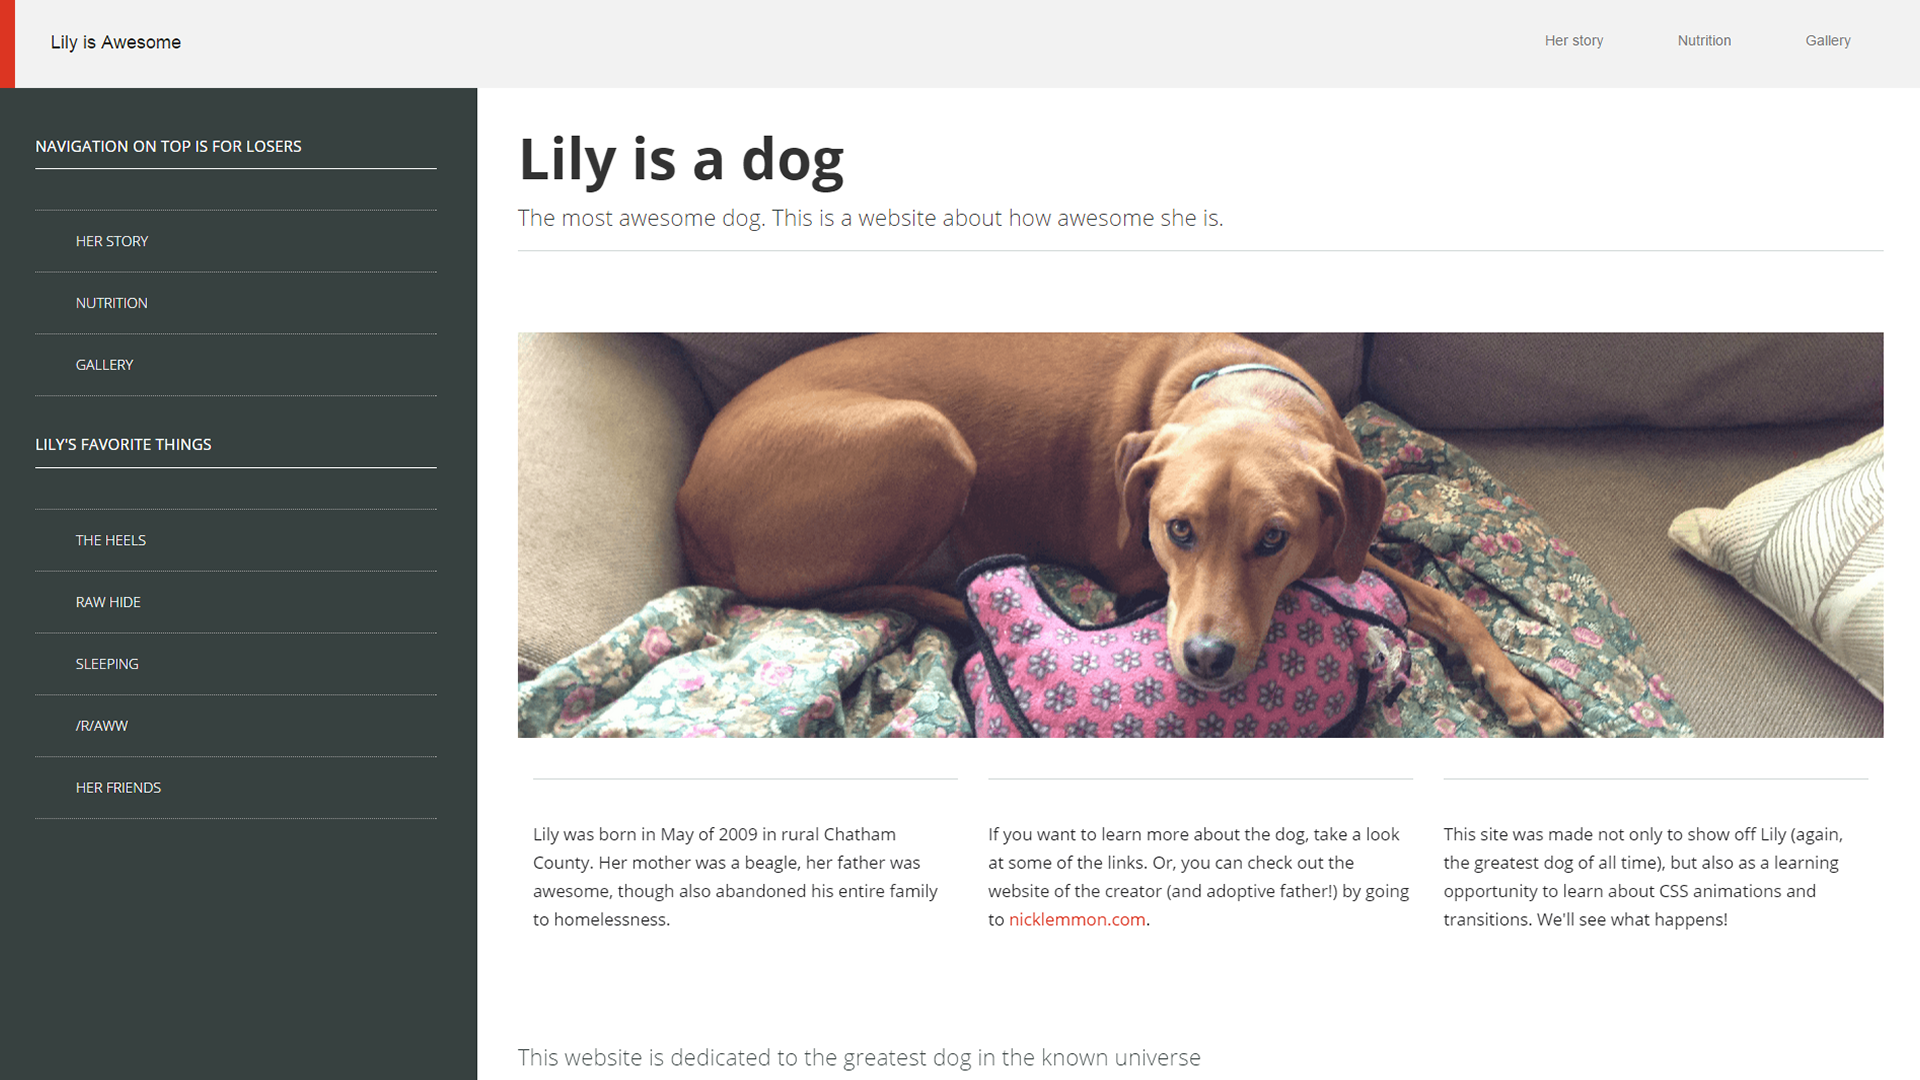 Lily is Awesome
Her story
Nutrition
Gallery
NAVIGATION ON TOP IS FOR LOSERS
HER STORY
NUTRITION
GALLERY
LILY'S FAVORITE THINGS
THE HEELS
RAW HIDE
SLEEPING
/R/AWW
HER FRIENDS
Lily is a dog
The most awesome dog. This is a website about how awesome she is.
Lily was born in May of 2009 in rural Chatham
County. Her mother was a beagle, her father was
awesome, though also abandoned his entire family
to homelessness.
If you want to learn more about the dog, take a look
at some of the links. Or, you can check out the
website of the creator (and adoptive father!) by going
to nicklemmon.com.
This site was made not only to show off Lily (again,
the greatest dog of all time), but also as a learning
opportunity to learn about CSS animations and
transitions. We'll see what happens!
This website is dedicated to the greatest dog in the known universe